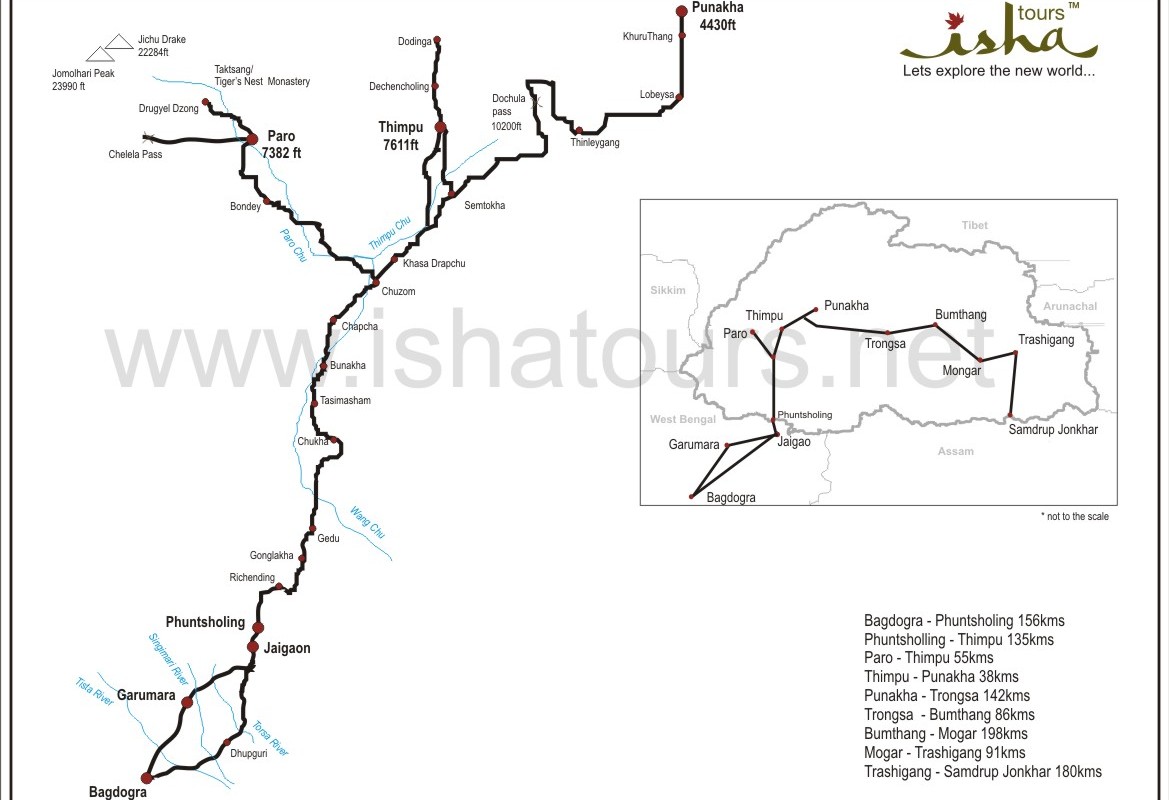 Punakha
4430ft
KhuruThang
Lobeysa
Thinleygang
Dochula
pass
10200ft
isha tours™
Lets explore the new world...
Jichu Drake
22284ft
Jomolhari Peak
23990 ft
Taktsang/
Tiger's Nest Monastery
Drugyel Dzong
Paro
7382 ft
Chelela Pass
Bondey
Paro Chu
Dodinga
Dechencholing
Thimpu
7611ft
Semtokha
Thimpu Chu
Khasa Drapchu
Chuzom
Chapcha
Bunakha
Tasimasham
Chukha
Wang Chu
Gedu
Gonglakha
Richending
Phuntsholing
Jaigaon
Singimari River
Tista River
Garumara
Torsa River
Dhupguri
Bagdogra
www.ishatours.net
Tibet
Sikkim
Arunachal
Punakha
Thimpu
Paro
Bumthang
Trongsa
Trashigang
Mongar
West Bengal
Phuntsholing
Jaigao
Garumara
Samdrup Jonkhar
Assam
Bagdogra
* not to the scale
Bagdogra - Phuntsholing 156kms
Phuntsholling - Thimpu 135kms
Paro - Thimpu 55kms
Thimpu - Punakha 38kms
Punakha - Trongsa 142kms
Trongsa - Bumthang 86kms
Bumthang - Mogar 198kms
Mogar - Trashigang 91kms
Trashigang - Samdrup Jonkhar 180kms